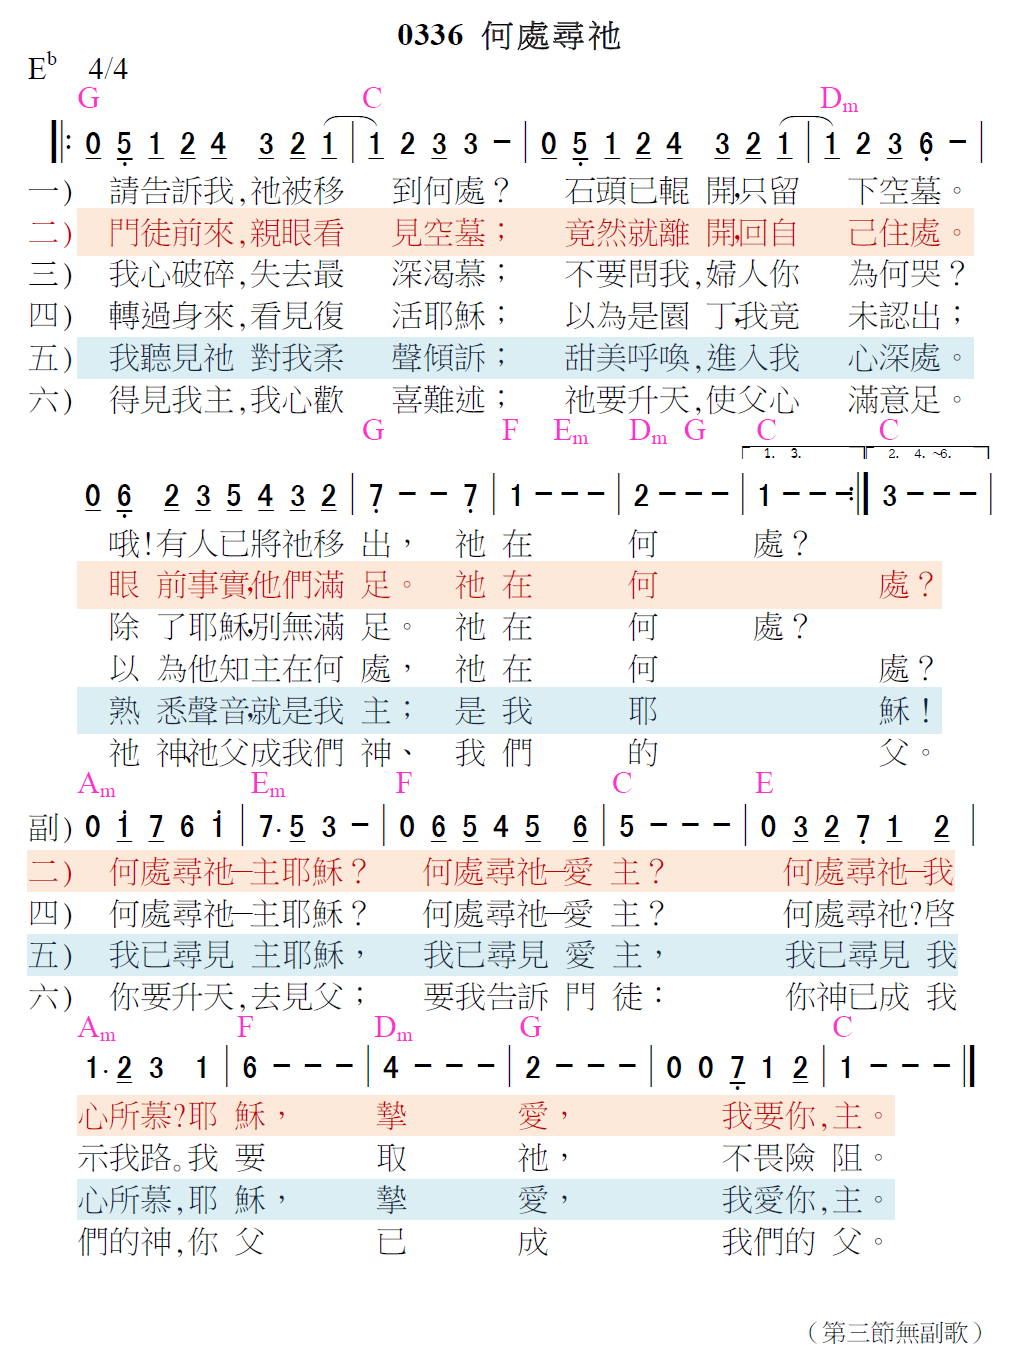 0336 何處尋祂
E♭ 4/4
G C Dm
‖: 0 5 1 2 4 3 2 1 | 1 2 3 3 – | 0 5 1 2 4 3 2 1 | 1 2 3 6 – |
一) 請告訴我,祂被移 到何處？ 石頭已輥 開,只留 下空墓。
二) 門徒前來,親眼看 見空墓； 竟然就離 開,回自 己住處。
三) 我心破碎,失去最 深渴慕； 不要問我,婦人你 為何哭？
四) 轉過身來,看見復 活耶穌； 以為是園 丁,我竟 未認出；
五) 我聽見祂 對我柔 聲傾訴； 甜美呼喚,進入我 心深處。
六) 得見我主,我心歡 喜難述； 祂要升天,使父心 滿意足。
G F Em Dm G C C
1. 3. 2. 4. ~6.
0 6 2 3 5 4 3 2 | 7 – – 7 | 1 – – – | 2 – – – | 1 – – – :‖ 3 – – – |
哦!有人已將祂移 出， 祂 在 何 處？
眼 前事實,他們滿 足。 祂 在 何 處？
除 了耶穌,別無滿 足。 祂 在 何 處？
以 為他知主在何 處， 祂 在 何 處？
熟 悉聲音,就是我 主； 是 我 耶 穌！
祂 神、祂父成我們 神、 我 們 的 父。
Am Em F C E
副) 0 1 7 6 1 | 7· 5 3 – | 0 6 5 4 5 6 | 5 – – – | 0 3 2 7 1 2 |
二) 何處尋祂—主耶穌？ 何處尋祂—愛 主？ 何處尋祂—我
四) 何處尋祂—主耶穌？ 何處尋祂—愛 主？ 何處尋祂?啓
五) 我已尋見 主耶穌， 我已尋見 愛 主， 我已尋見 我
六) 你要升天,去見父； 要我告訴 門 徒： 你神已成 我
Am F Dm G C
1· 2 3 1 | 6 – – – | 4 – – – | 2 – – – | 0 0 7 1 2 | 1 – – – ‖
心所慕?耶 穌， 摯 愛， 我要你,主。
示我路。我 要 取 祂， 不畏險 阻。
心所慕,耶 穌， 摯 愛， 我愛你,主。
們的神,你 父 已 成 我們的 父。
（第三節無副歌）